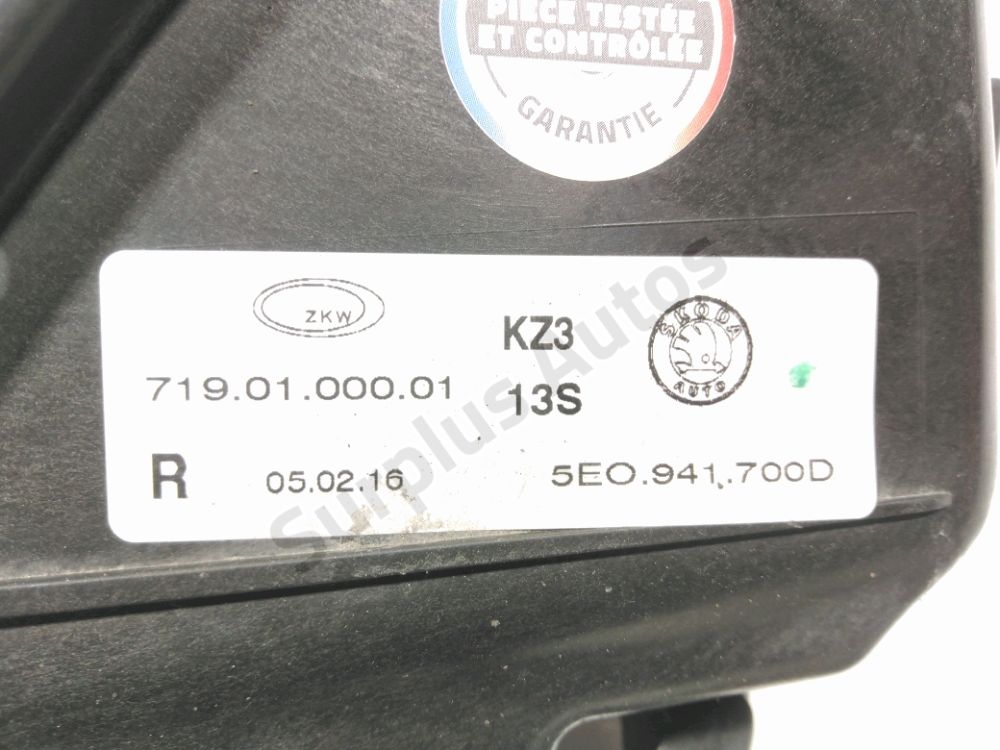 PIÈCE TESTÉE
ET CONTRÔLÉE
GARANTIE
ZKW
KZ3
SKODA
AUTO
719.01.000.01
13S
R
05.02.16
5E0.941.700D
Surplus Autos